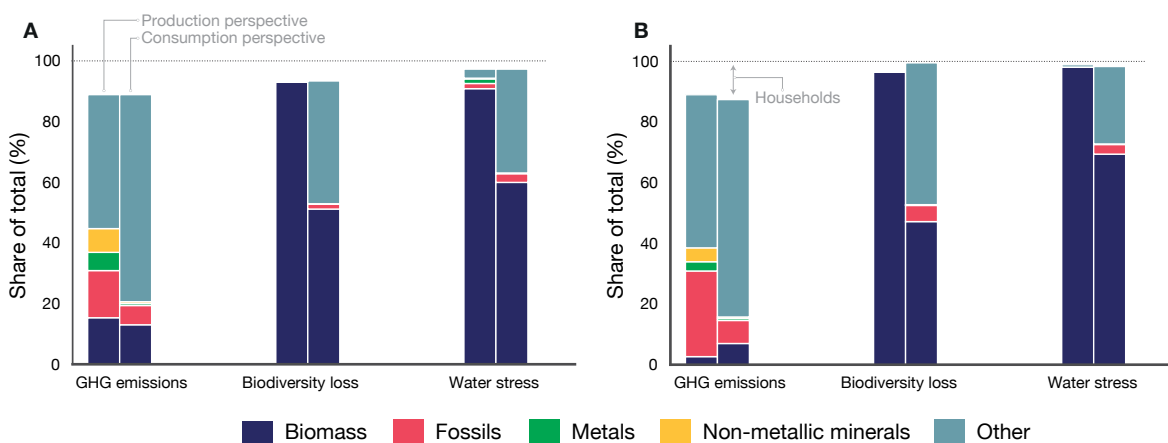 A
Production perspective
Consumption perspective
Share of total (%)
100
80
60
40
20
0
GHG emissions
Biodiversity loss
Water stress
B
Households
Share of total (%)
100
80
60
40
20
0
GHG emissions
Biodiversity loss
Water stress
Biomass
Fossils
Metals
Non-metallic minerals
Other